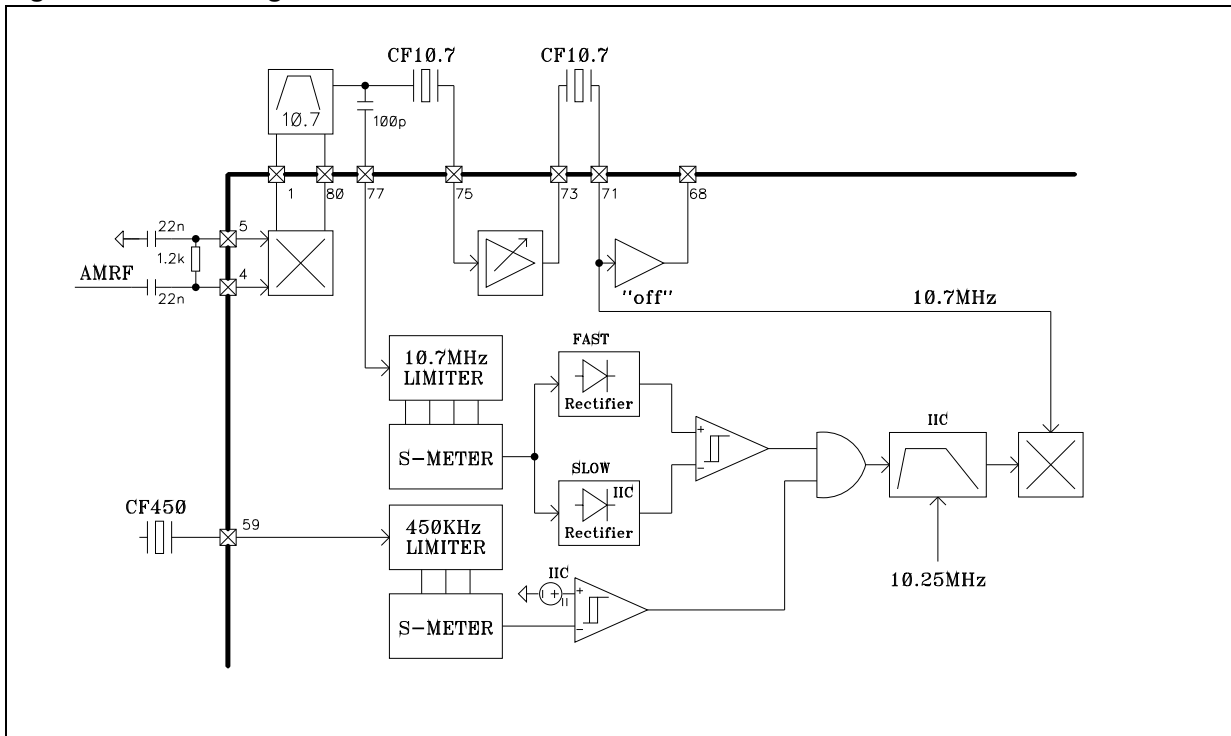 CF10.7
CF10.7
10.7
100p
1
80
77
75
73
71
68
22n
5
1.2k
4
AMRF
22n
"off"
10.7MHz
10.7MHz
LIMITER
FAST
Rectifier
S-METER
SLOW
IIC
Rectifier
+
-
IIC
CF450
59
450KHz
LIMITER
10.25MHz
IIC
+
+
-
S-METER